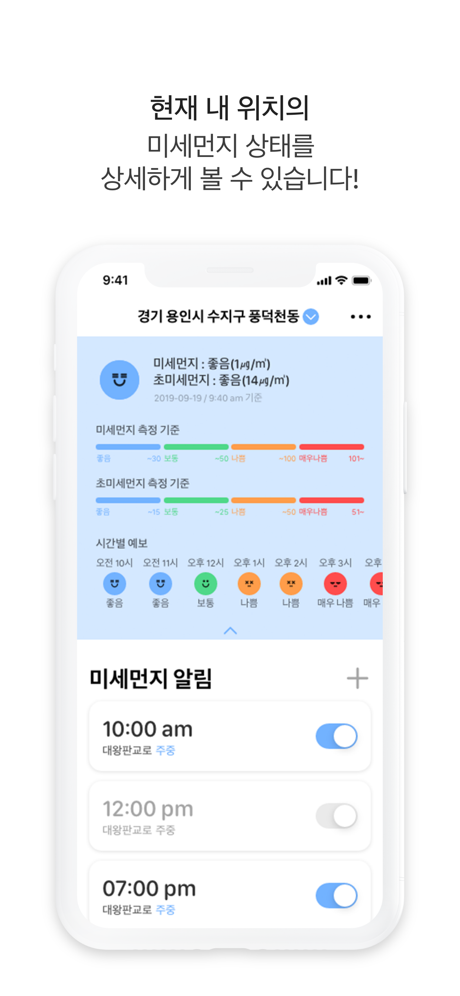 현재 내 위치의
미세먼지 상태를
상세하게 볼 수 있습니다!
9:41
경기 용인시 수지구 풍덕천동
미세먼지 : 좋음(1㎍/㎥)
초미세먼지 : 좋음(14㎍/㎥)
2019-09-19 / 9:40 am 기준
미세먼지 측정 기준
좋음 ~30 보통 ~50 나쁨 ~100 매우나쁨 101~
초미세먼지 측정 기준
좋음 ~15 보통 ~25 나쁨 ~50 매우나쁨 51~
시간별 예보
오전 10시 오전 11시 오후 12시 오후 1시 오후 2시 오후 3시 오후
좋음 좋음 보통 나쁨 나쁨 매우 나쁨 매우
미세먼지 알림
10:00 am
대왕판교로 주중
12:00 pm
대왕판교로 주중
07:00 pm
대왕판교로 주중